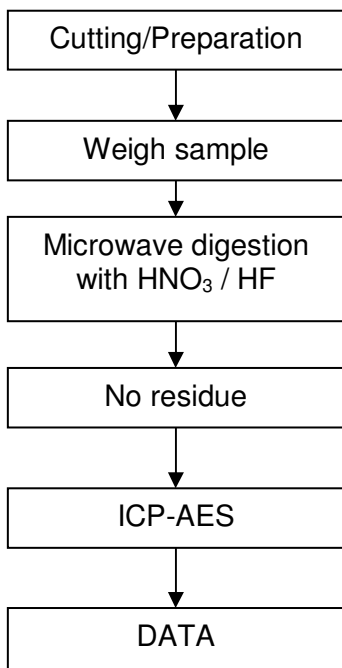 Cutting/Preparation
Weigh sample
Microwave digestion
with HNO₃ / HF
No residue
ICP-AES
DATA